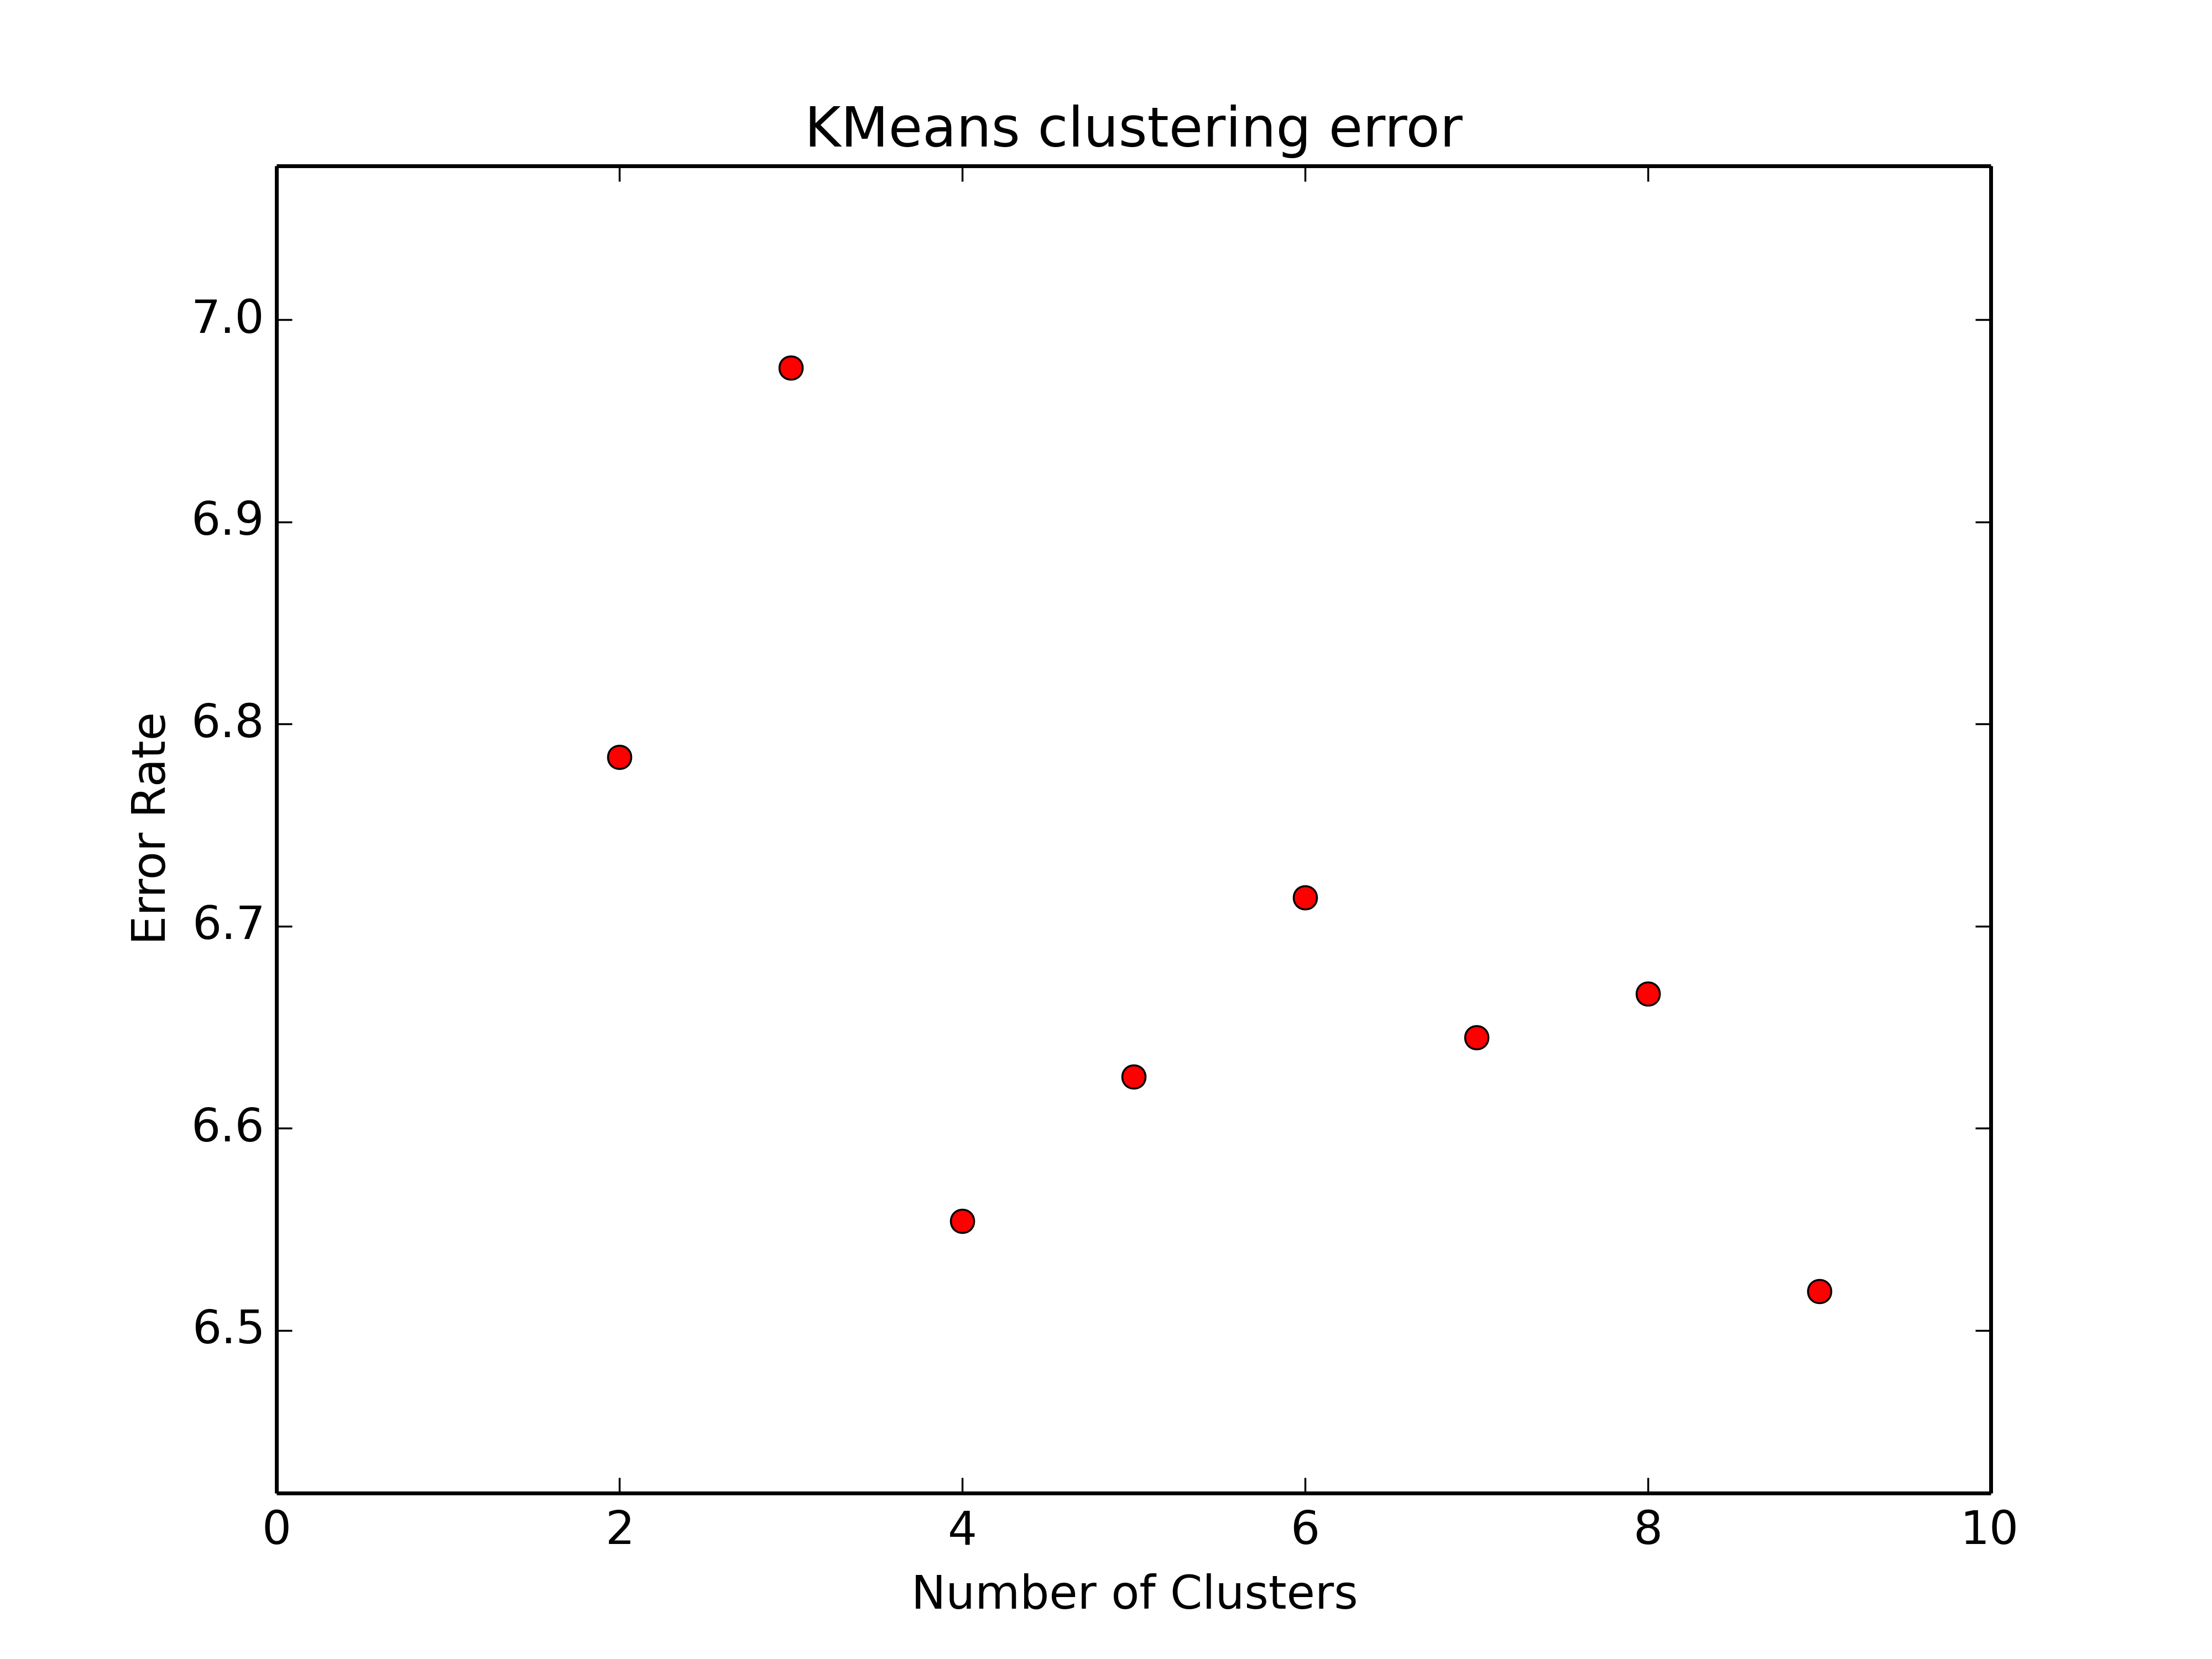 KMeans clustering error
7.0
6.9
6.8
6.7
6.6
6.5
Error Rate
0 2 4 6 8 10
Number of Clusters